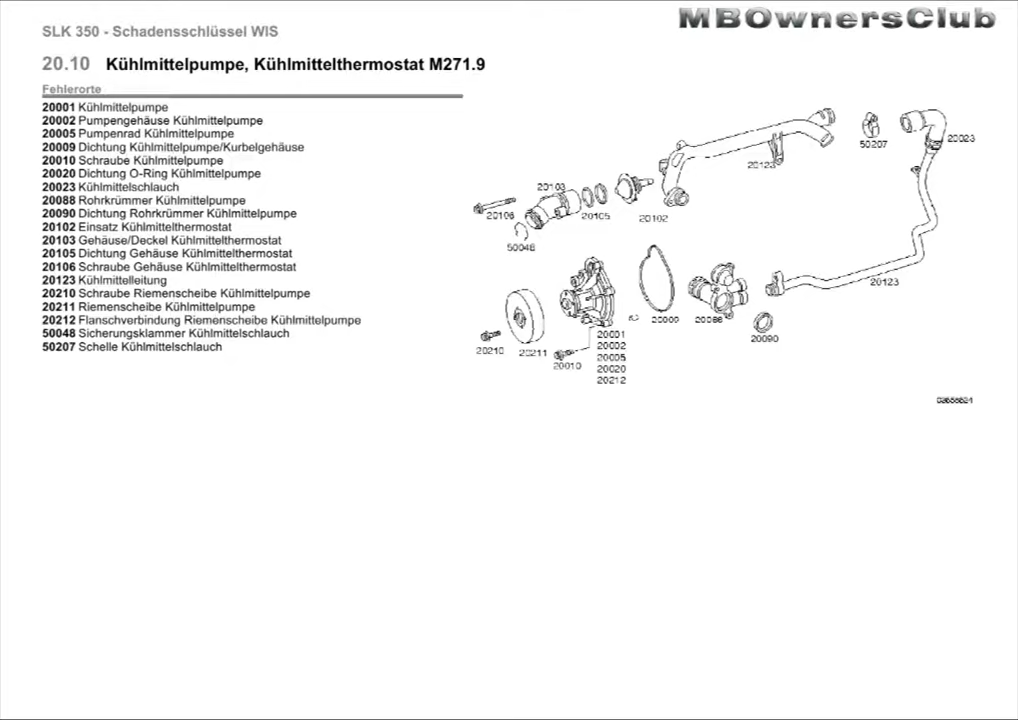 MBOwnersClub
SLK 350 - Schadensschlüssel WIS
20.10 Kühlmittelpumpe, Kühlmittelthermostat M271.9
Fehlerorte
20001 Kühlmittelpumpe
20002 Pumpengehäuse Kühlmittelpumpe
20005 Pumpenrad Kühlmittelpumpe
20009 Dichtung Kühlmittelpumpe/Kurbelgehäuse
20010 Schraube Kühlmittelpumpe
20020 Dichtung O-Ring Kühlmittelpumpe
20023 Kühlmittelschlauch
20088 Rohrkrümmer Kühlmittelpumpe
20090 Dichtung Rohrkrümmer Kühlmittelpumpe
20102 Einsatz Kühlmittelthermostat
20103 Gehäuse/Deckel Kühlmittelthermostat
20105 Dichtung Gehäuse Kühlmittelthermostat
20106 Schraube Gehäuse Kühlmittelthermostat
20123 Kühlmittelleitung
20210 Schraube Riemenscheibe Kühlmittelpumpe
20211 Riemenscheibe Kühlmittelpumpe
20212 Flanschverbindung Riemenscheibe Kühlmittelpumpe
50048 Sicherungsklammer Kühlmittelschlauch
50207 Schelle Kühlmittelschlauch
50207
20023
20123
20103
20106
20105
20102
50048
20123
20009
20088
20090
20210
20211
20010
20001
20002
20005
20020
20212